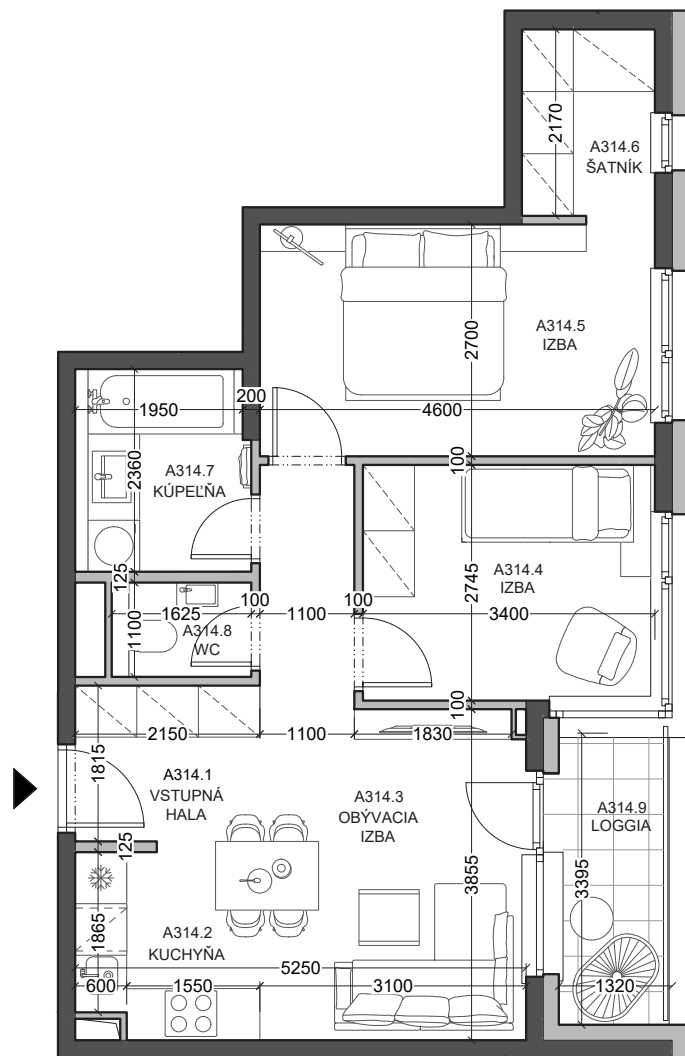 2170
A314.6
ŠATNÍK
2700
A314.5
IZBA
1950
200
4600
100
2360
A314.7
KÚPEĽŇA
2745
A314.4
IZBA
125
1100
1625
A314.8
WC
100
1100
100
3400
100
2150
1100
1830
1815
A314.1
VSTUPNÁ
HALA
A314.3
OBÝVACIA
IZBA
A314.9
LOGGIA
125
3855
3395
1865
A314.2
KUCHYŇA
5250
600
1550
3100
1320